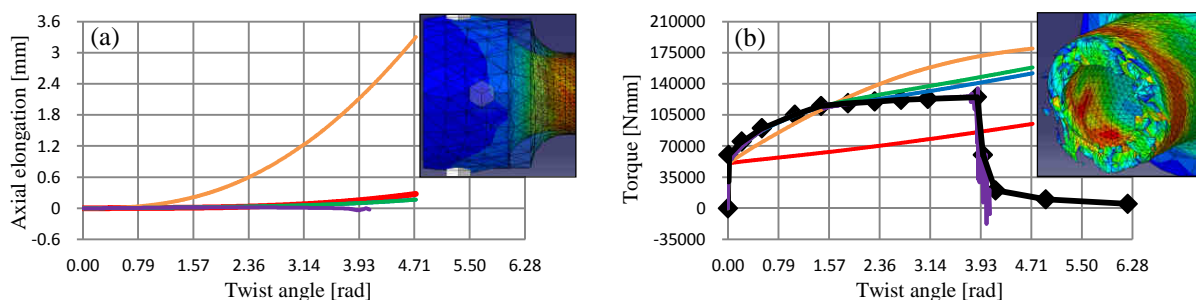 (a)
Axial elongation [mm]
3.6
3
2.4
1.8
1.2
0.6
0
-0.6
0.00 0.79 1.57 2.36 3.14 3.93 4.71 5.50 6.28
Twist angle [rad]
(b)
Torque [Nmm]
210000
175000
140000
105000
70000
35000
0
-35000
0.00 0.79 1.57 2.36 3.14 3.93 4.71 5.50 6.28
Twist angle [rad]